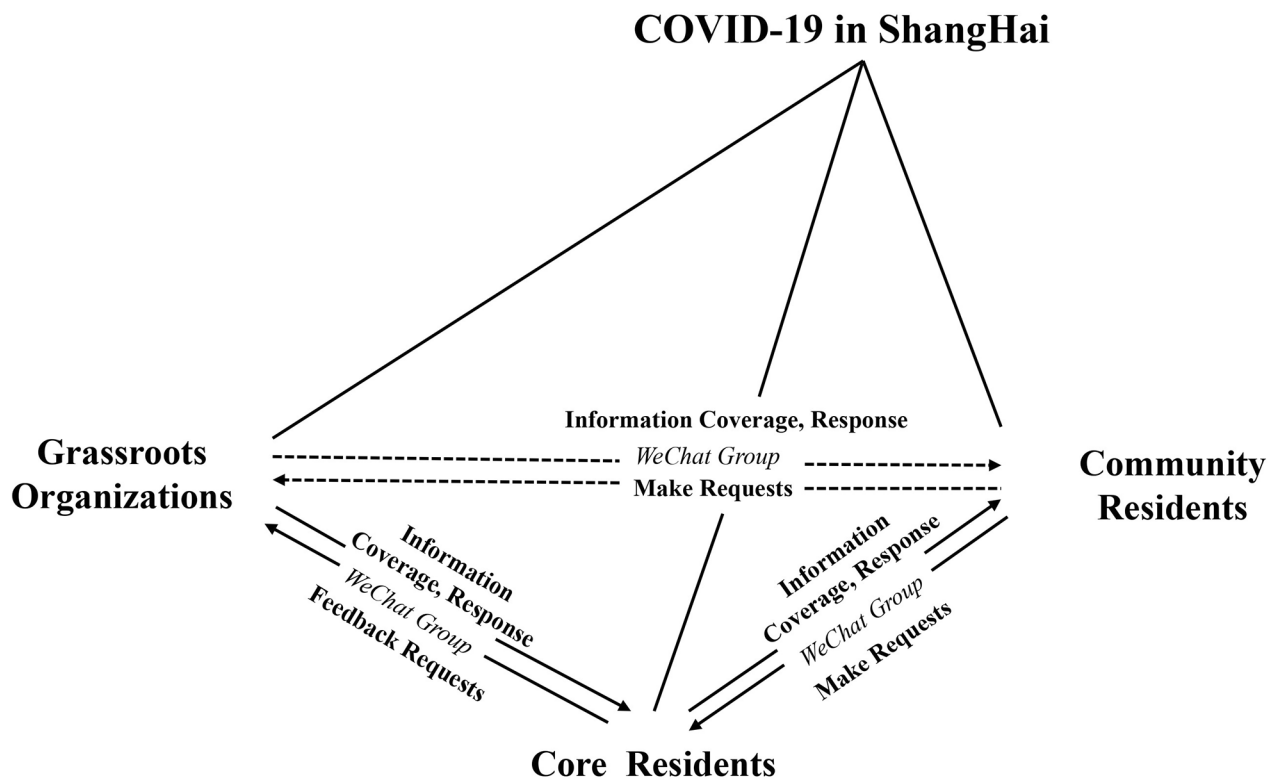 COVID-19 in ShangHai
Information Coverage, Response
WeChat Group
Make Requests
Grassroots
Organizations
Community
Residents
Information
Coverage, Response
WeChat Group
Feedback Requests
Information
Coverage, Response
WeChat Group
Make Requests
Core Residents